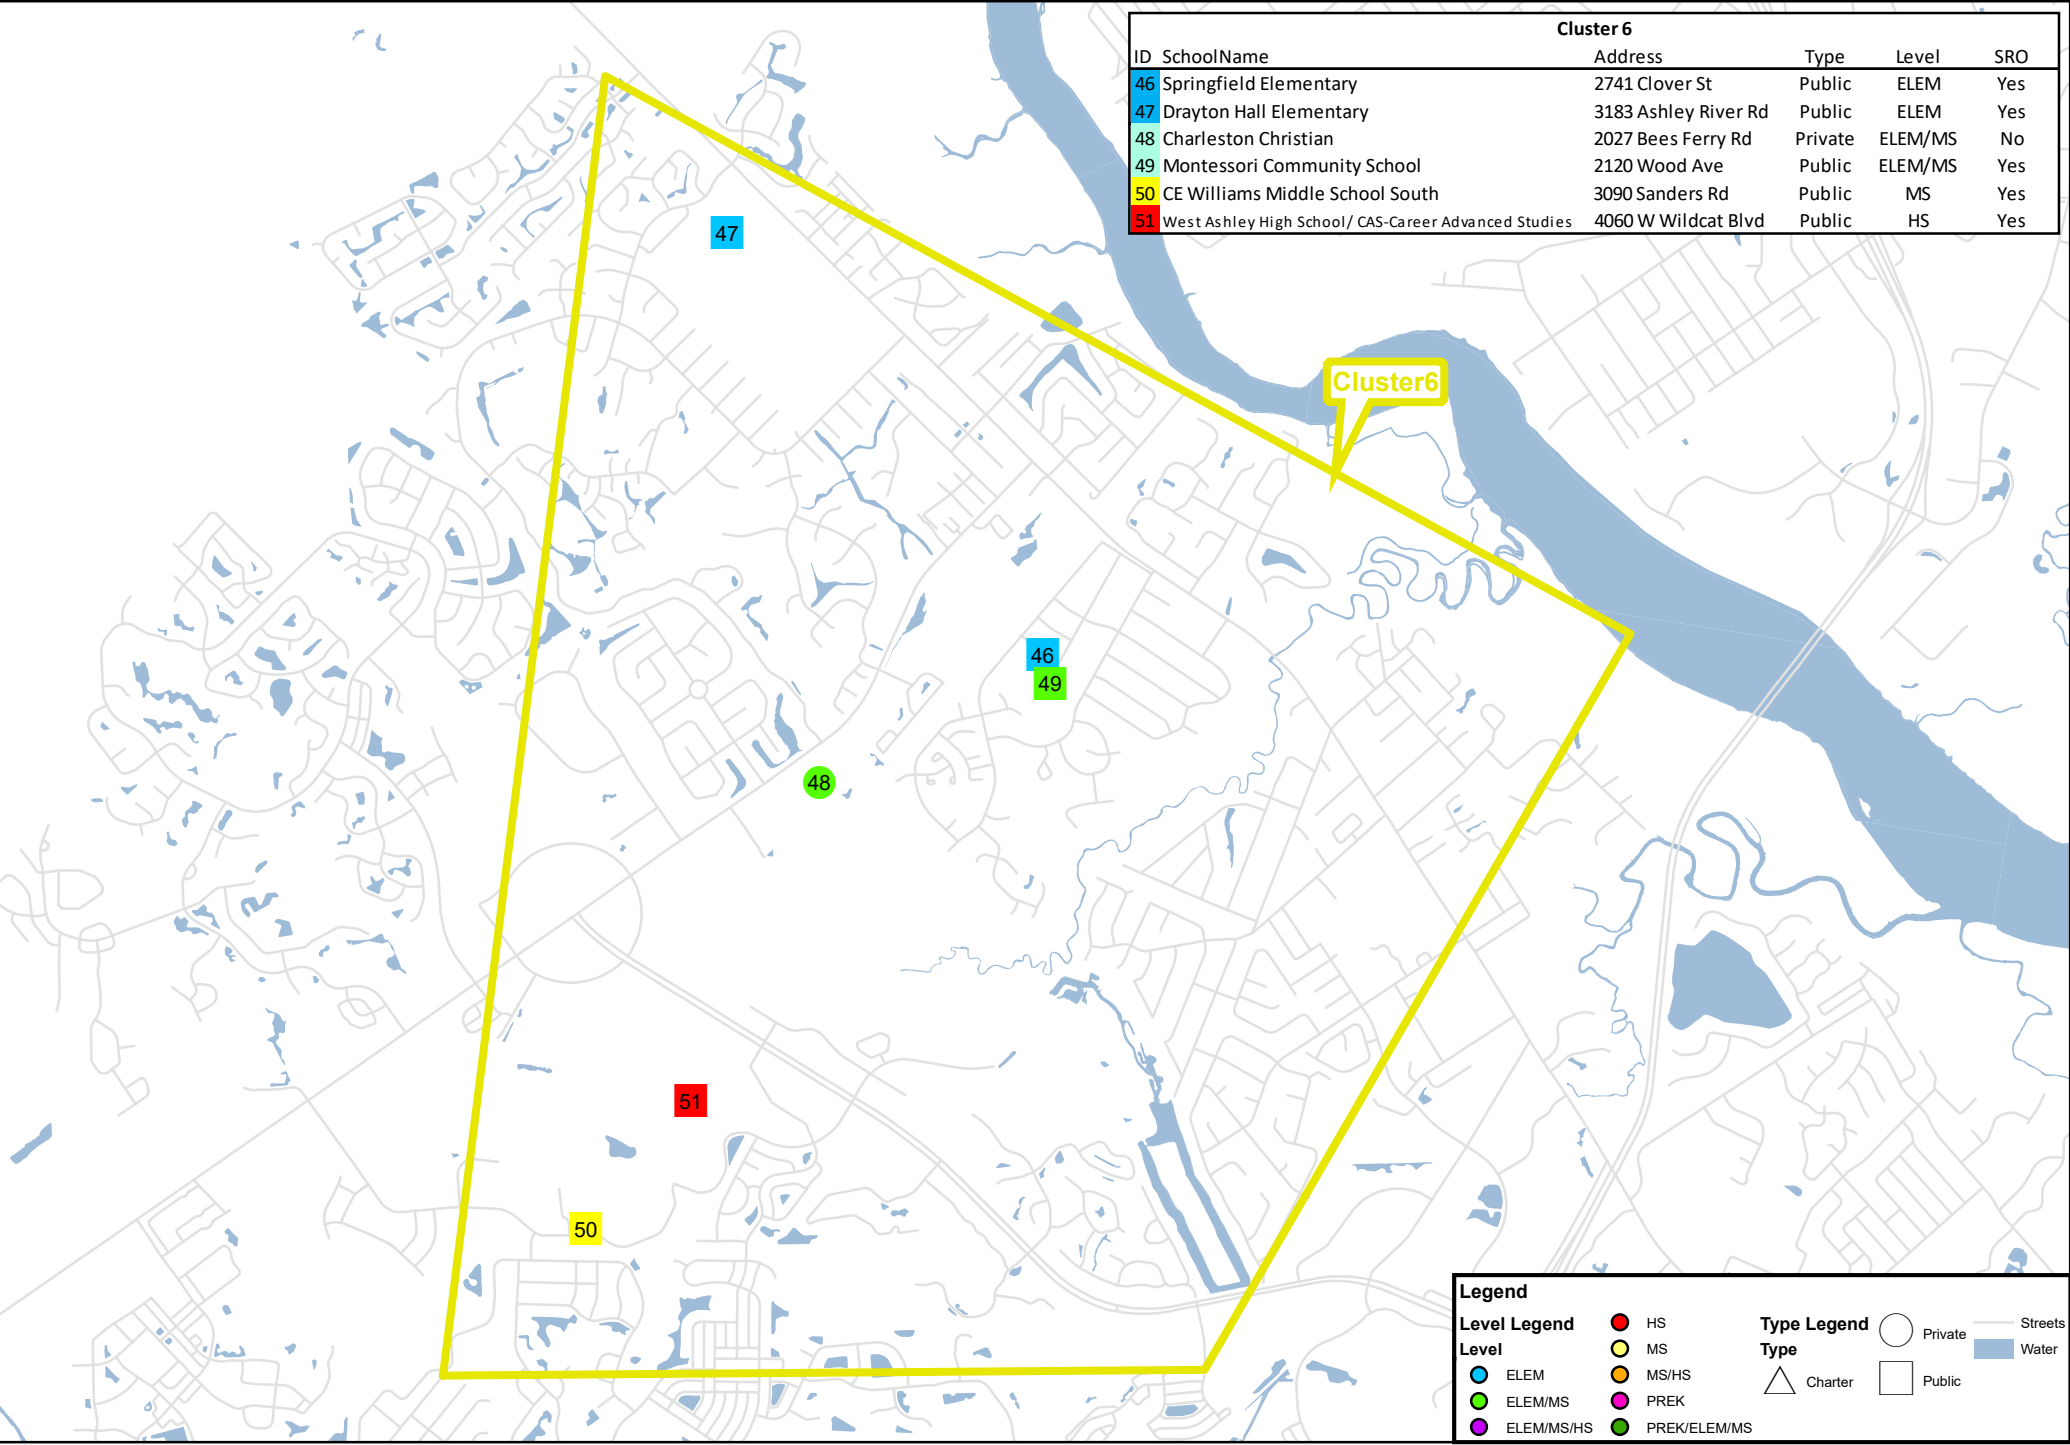 Cluster 6
ID SchoolName Address Type Level SRO
46 Springfield Elementary 2741 Clover St Public ELEM Yes
47 Drayton Hall Elementary 3183 Ashley River Rd Public ELEM Yes
48 Charleston Christian 2027 Bees Ferry Rd Private ELEM/MS No
49 Montessori Community School 2120 Wood Ave Public ELEM/MS Yes
50 CE Williams Middle School South 3090 Sanders Rd Public MS Yes
51 West Ashley High School/ CAS-Career Advanced Studies 4060 W Wildcat Blvd Public HS Yes
47
Cluster6
46
49
48
51
50
Legend
Level Legend
Level
ELEM
ELEM/MS
ELEM/MS/HS
HS
MS
MS/HS
PREK
PREK/ELEM/MS
Type Legend
Type
Charter
Private
Public
Streets
Water